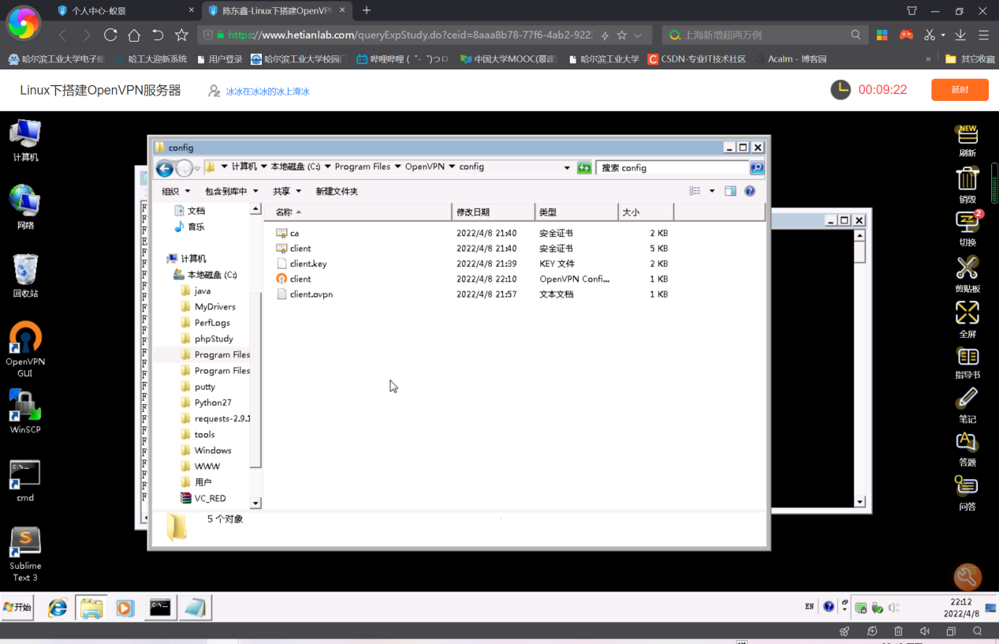 个人中心-蚁景
陈东鑫-Linux下搭建OpenVPN
https://www.hetianlab.com/queryExpStudy.do?ceid=8aaa8b78-77f6-4ab2-922:
上海新增超两万例
哈尔滨工业大学电子邮
哈工大迎新系统
用户登录
哈尔滨工业大学校园门
哔哩哔哩 (゜-゜)つロ
中国大学MOOC(慕课
哈尔滨工业大学
CSDN-专业IT技术社区
Acalm - 博客园
»
其它收藏
Linux下搭建OpenVPN服务器
冰冰在冰冰的冰上滑冰
00:09:22
延时
计算机
网络
回收站
OpenVPN
GUI
WinSCP
cmd
Sublime
Text 3
config
计算机 本地磁盘 (C:) Program Files OpenVPN config
搜索 config
组织 包含到库中 共享 新建文件夹
文档
音乐
计算机
本地磁盘 (C:)
java
MyDrivers
PerfLogs
phpStudy
Program Files
Program Files
putty
Python27
requests-2.9.1
tools
Windows
WWW
用户
VC_RED
名称 修改日期 类型 大小
ca 2022/4/8 21:40 安全证书 2 KB
client 2022/4/8 21:40 安全证书 5 KB
client.key 2022/4/8 21:39 KEY 文件 2 KB
client 2022/4/8 22:10 OpenVPN Confi... 1 KB
client.ovpn 2022/4/8 21:57 文本文档 1 KB
5 个对象
NEW
刷新
销毁
2
切换
剪贴板
全屏
指导书
笔记
答题
问答
开始
EN
22:12
2022/4/8